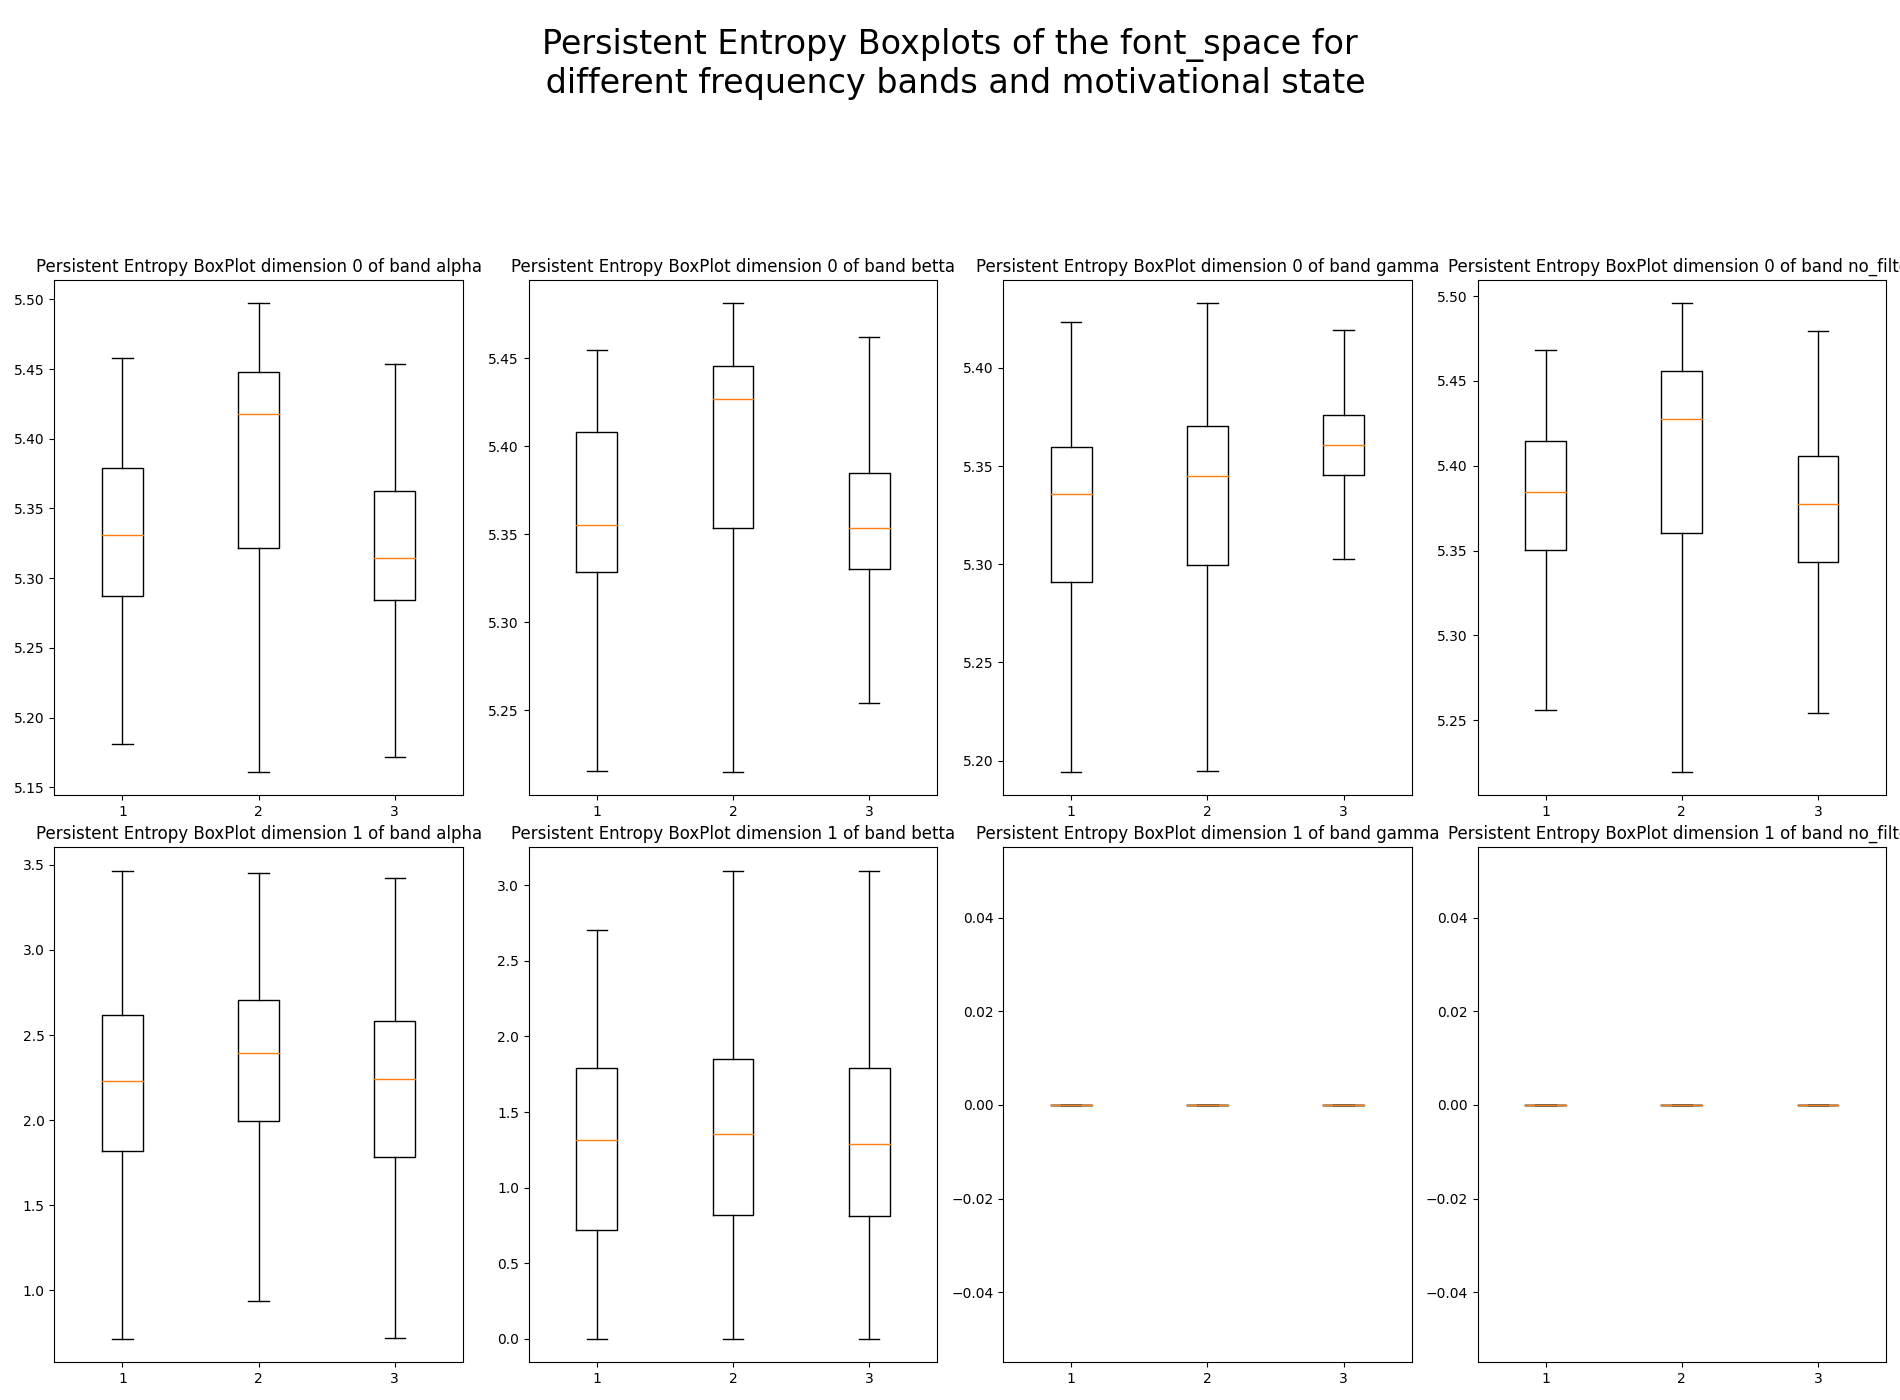 Persistent Entropy Boxplots of the font_space for
different frequency bands and motivational state
Persistent Entropy BoxPlot dimension 0 of band alpha
5.50
5.45
5.40
5.35
5.30
5.25
5.20
5.15
1 2 3
Persistent Entropy BoxPlot dimension 0 of band betta
5.45
5.40
5.35
5.30
5.25
1 2 3
Persistent Entropy BoxPlot dimension 0 of band gamma
5.40
5.35
5.30
5.25
5.20
1 2 3
Persistent Entropy BoxPlot dimension 0 of band no_filt
5.50
5.45
5.40
5.35
5.30
5.25
1 2 3
Persistent Entropy BoxPlot dimension 1 of band alpha
3.5
3.0
2.5
2.0
1.5
1.0
1 2 3
Persistent Entropy BoxPlot dimension 1 of band betta
3.0
2.5
2.0
1.5
1.0
0.5
0.0
1 2 3
Persistent Entropy BoxPlot dimension 1 of band gamma
0.04
0.02
0.00
−0.02
−0.04
1 2 3
Persistent Entropy BoxPlot dimension 1 of band no_filt
0.04
0.02
0.00
−0.02
−0.04
1 2 3